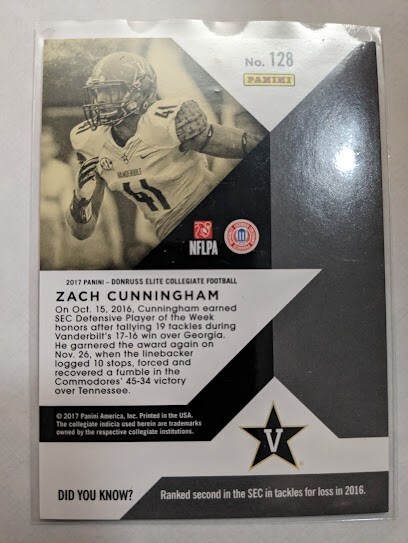 No. 128
PANINI
41
VANDERBILT
41
NFLPA
2017 PANINI – DONRUSS ELITE COLLEGIATE FOOTBALL
ZACH CUNNINGHAM
On Oct. 15, 2016, Cunningham earned
SEC Defensive Player of the Week
honors after tallying 19 tackles during
Vanderbilt's 17-16 win over Georgia.
He garnered the award again on
Nov. 26, when the linebacker
logged 10 stops, forced and
recovered a fumble in the
Commodores' 45-34 victory
over Tennessee.
© 2017 Panini America, Inc. Printed in the USA.
The collegiate indicia used herein are trademarks
owned by the respective collegiate institutions.
V
DID YOU KNOW?
Ranked second in the SEC in tackles for loss in 2016.